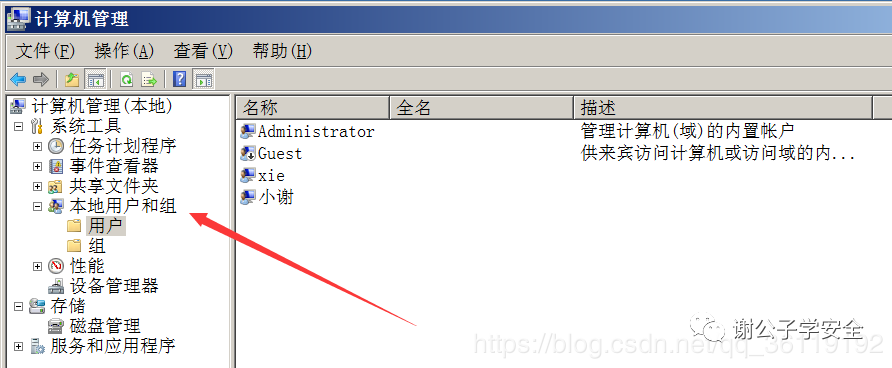 计算机管理
文件(F) 操作(A) 查看(V) 帮助(H)
计算机管理(本地)
系统工具
任务计划程序
事件查看器
共享文件夹
本地用户和组
用户
组
性能
设备管理器
存储
磁盘管理
服务和应用程序
名称 全名 描述
Administrator 管理计算机(域)的内置帐户
Guest 供来宾访问计算机或访问域的内...
xie
小谢
谢公子学安全
https://blog.csdn.net/qq_36119192